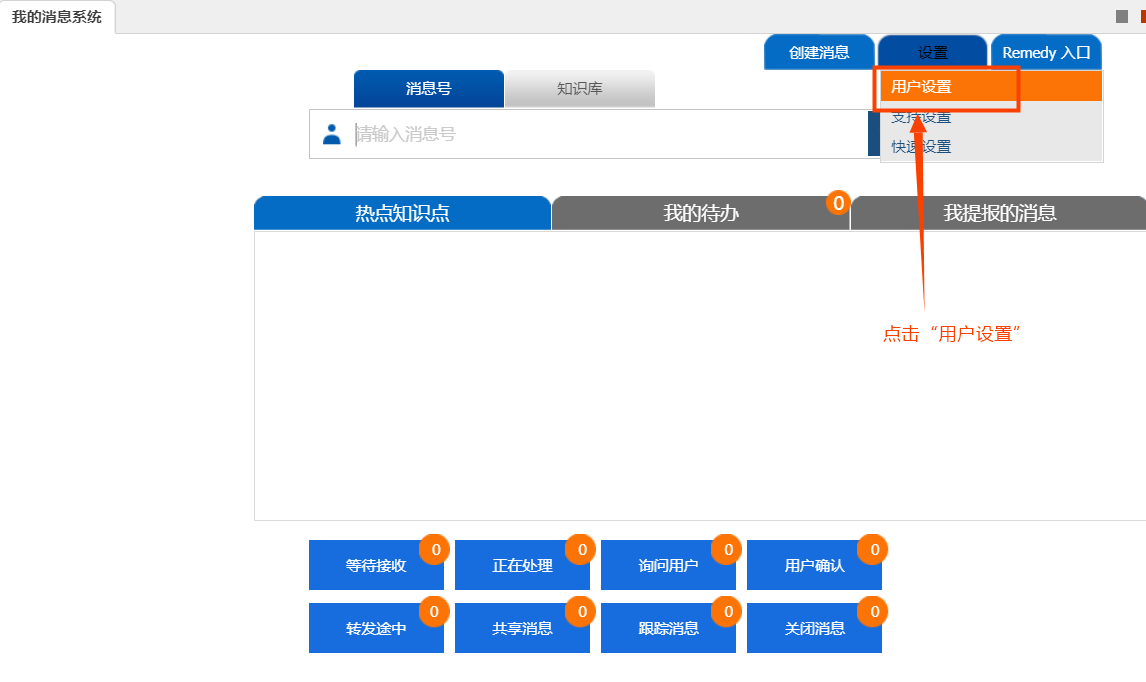 我的消息系统
创建消息
设置
Remedy 入口
消息号
知识库
用户设置
支持设置
快速设置
请输入消息号
热点知识点
我的待办
0
我提报的消息
点击“用户设置”
等待接收
0
正在处理
0
询问用户
0
用户确认
0
转发途中
0
共享消息
0
跟踪消息
0
关闭消息
0